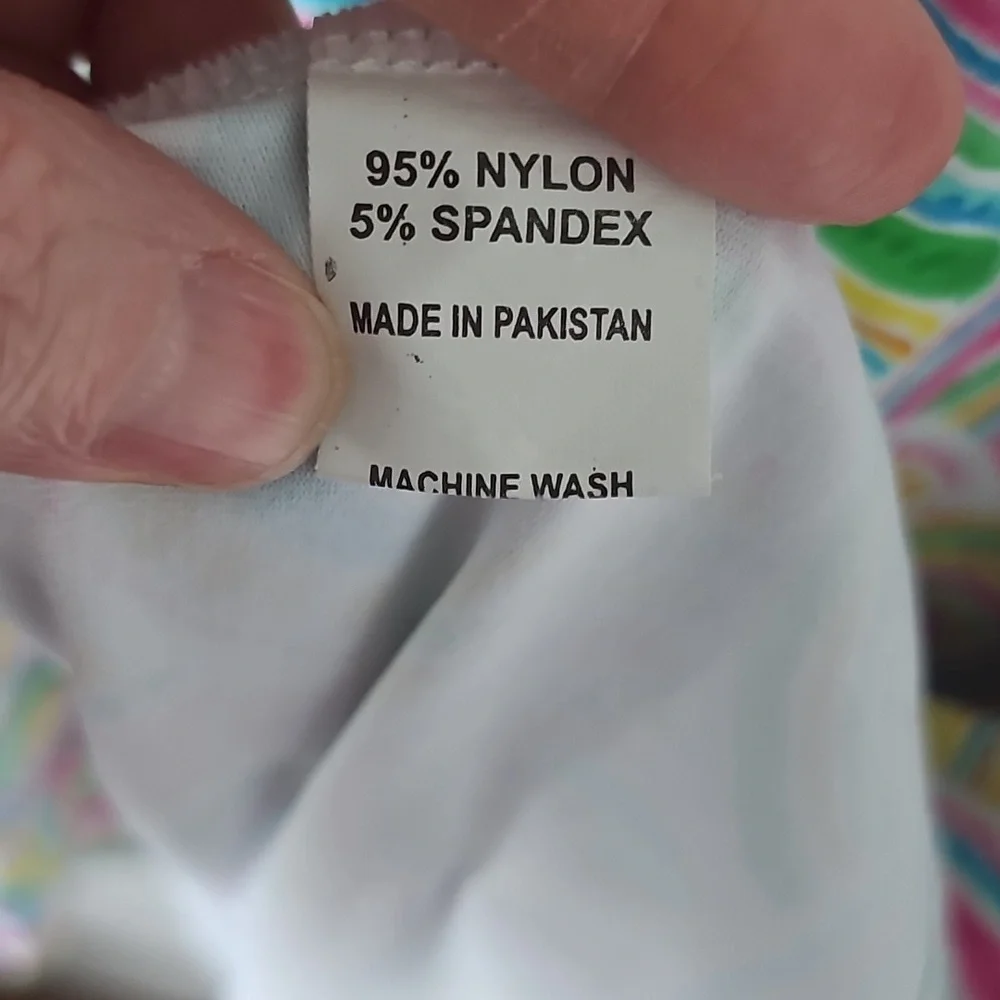 95% NYLON
5% SPANDEX
MADE IN PAKISTAN
MACHINE WASH